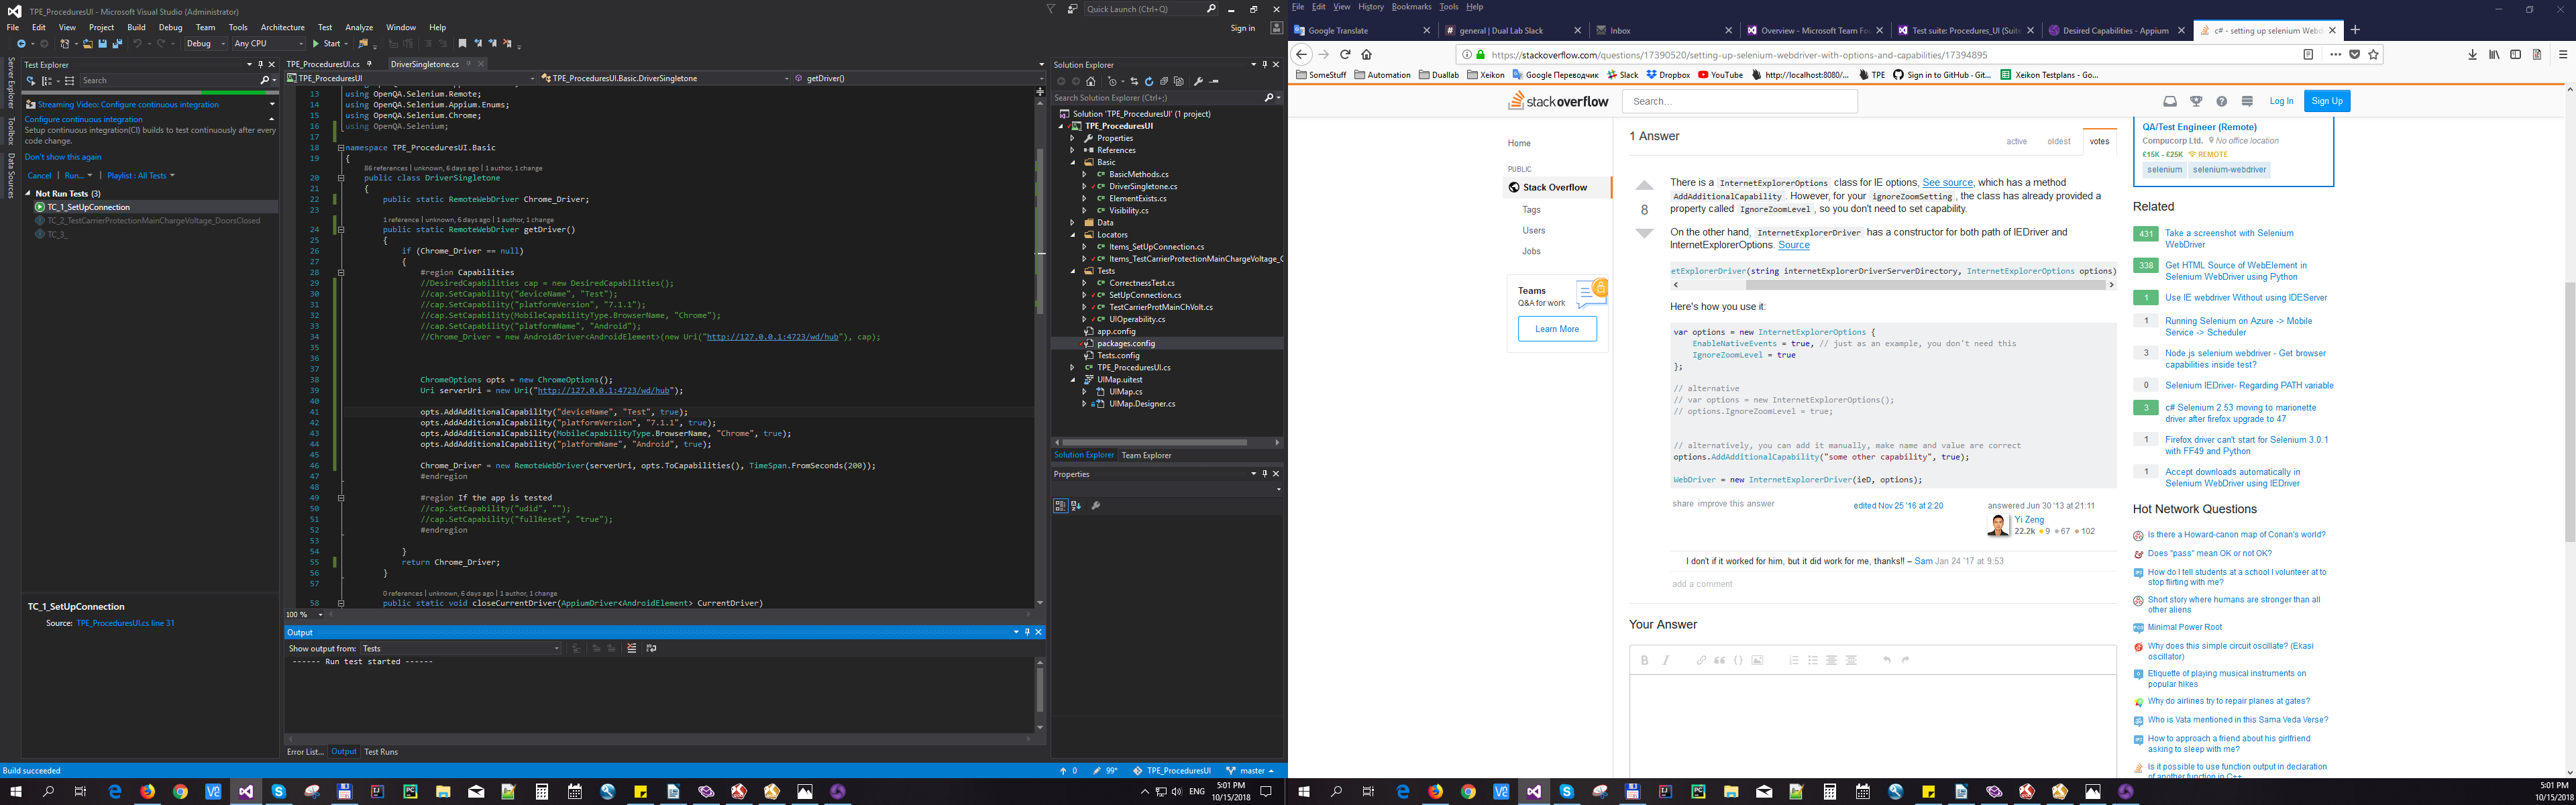 TPE_ProceduresUI - Microsoft Visual Studio (Administrator)
Quick Launch (Ctrl+Q)
File Edit View Project Build Debug Team Tools Architecture Test Analyze Window Help
Sign in
Debug Any CPU Start
Server Explorer
Toolbox
Data Sources
Test Explorer
Search
Streaming Video: Configure continuous integration
Configure continuous integration
Setup continuous integration(CI) builds to test continuously after every
code change.
Don't show this again
Cancel | Run... | Playlist : All Tests
Not Run Tests (3)
TC_1_SetUpConnection
TC_2_TestCarrierProtectionMainChargeVoltage_DoorsClosed
TC_3_
TC_1_SetUpConnection
Source: TPE_ProceduresUI.cs line 31
TPE_ProceduresUI.cs
DriverSingletone.cs
TPE_ProceduresUI
TPE_ProceduresUI.Basic.DriverSingletone
getDriver()
13 using OpenQA.Selenium.Remote;
14 using OpenQA.Selenium.Appium.Enums;
15 using OpenQA.Selenium.Chrome;
16 using OpenQA.Selenium;
17
18 namespace TPE_ProceduresUI.Basic
19 {
86 references | unknown, 6 days ago | 1 author, 1 change
20 public class DriverSingletone
21 {
22 public static RemoteWebDriver Chrome_Driver;
23
1 reference | unknown, 6 days ago | 1 author, 1 change
24 public static RemoteWebDriver getDriver()
25 {
26 if (Chrome_Driver == null)
27 {
28 #region Capabilities
29 //DesiredCapabilities cap = new DesiredCapabilities();
30 //cap.SetCapability("deviceName", "Test");
31 //cap.SetCapability("platformVersion", "7.1.1");
32 //cap.SetCapability(MobileCapabilityType.BrowserName, "Chrome");
33 //cap.SetCapability("platformName", "Android");
34 //Chrome_Driver = new AndroidDriver<AndroidElement>(new Uri("http://127.0.0.1:4723/wd/hub"), cap);
35
36
37
38 ChromeOptions opts = new ChromeOptions();
39 Uri serverUri = new Uri("http://127.0.0.1:4723/wd/hub");
40
41 opts.AddAdditionalCapability("deviceName", "Test", true);
42 opts.AddAdditionalCapability("platformVersion", "7.1.1", true);
43 opts.AddAdditionalCapability(MobileCapabilityType.BrowserName, "Chrome", true);
44 opts.AddAdditionalCapability("platformName", "Android", true);
45
46 Chrome_Driver = new RemoteWebDriver(serverUri, opts.ToCapabilities(), TimeSpan.FromSeconds(200));
47 #endregion
48
49 #region If the app is tested
50 //cap.SetCapability("udid", "");
51 //cap.SetCapability("fullReset", "true");
52 #endregion
53
54 }
55 return Chrome_Driver;
56 }
57
0 references | unknown, 6 days ago | 1 author, 1 change
58 public static void closeCurrentDriver(AppiumDriver<AndroidElement> CurrentDriver)
100 %
Output
Show output from: Tests
------ Run test started ------
Error List... Output Test Runs
Solution Explorer
Search Solution Explorer (Ctrl+;)
Solution 'TPE_ProceduresUI' (1 project)
TPE_ProceduresUI
Properties
References
Basic
BasicMethods.cs
DriverSingletone.cs
ElementExists.cs
Visibility.cs
Data
Locators
Items_SetUpConnection.cs
Items_TestCarrierProtectionMainChargeVoltage_C
Tests
CorrectnessTest.cs
SetUpConnection.cs
TestCarrierProtMainChVolt.cs
UIOperability.cs
app.config
packages.config
Tests.config
TPE_ProceduresUI.cs
UIMap.uitest
UIMap.cs
UIMap.Designer.cs
Solution Explorer Team Explorer
Properties
Build succeeded
0 99* TPE_ProceduresUI master
ENG
5:01 PM
10/15/2018
File Edit View History Bookmarks Tools Help
Google Translate
general | Dual Lab Slack
Inbox
Overview - Microsoft Team Fou
Test suite: Procedures_UI (Suite
Desired Capabilities - Appium
c# - setting up selenium Webd
https://stackoverflow.com/questions/17390520/setting-up-selenium-webdriver-with-options-and-capabilities/17394895
SomeStuff Automation Duallab Xeikon Google Переводчик Slack Dropbox YouTube http://localhost:8080/... TPE Sign in to GitHub · Git... Xeikon Testplans - Go...
stackoverflow
Search...
Log In Sign Up
Home
PUBLIC
Stack Overflow
Tags
Users
Jobs
Teams
Q&A for work
Learn More
1 Answer
active oldest votes
8
There is a InternetExplorerOptions class for IE options, See source, which has a method
AddAdditionalCapability . However, for your ignoreZoomSetting , the class has already provided a
property called IgnoreZoomLevel , so you don't need to set capability.
On the other hand, InternetExplorerDriver has a constructor for both path of IEDriver and
InternetExplorerOptions. Source
etExplorerDriver(string internetExplorerDriverServerDirectory, InternetExplorerOptions options)
Here's how you use it:
var options = new InternetExplorerOptions {
EnableNativeEvents = true, // just as an example, you don't need this
IgnoreZoomLevel = true
};
// alternative
// var options = new InternetExplorerOptions();
// options.IgnoreZoomLevel = true;
// alternatively, you can add it manually, make name and value are correct
options.AddAdditionalCapability("some other capability", true);
WebDriver = new InternetExplorerDriver(ieD, options);
share improve this answer
edited Nov 25 '16 at 2:20
answered Jun 30 '13 at 21:11
Yi Zeng
22.2k 9 67 102
I don't if it worked for him, but it did work for me, thanks!! – Sam Jan 24 '17 at 9:53
add a comment
Your Answer
QA/Test Engineer (Remote)
Compucorp Ltd. No office location
£15K - £25K REMOTE
selenium selenium-webdriver
Related
431 Take a screenshot with Selenium
WebDriver
338 Get HTML Source of WebElement in
Selenium WebDriver using Python
1 Use IE webdriver Without using IDEServer
1 Running Selenium on Azure -> Mobile
Service -> Scheduler
3 Node js selenium webdriver - Get browser
capabilities inside test?
0 Selenium IEDriver- Regarding PATH variable
3 c# Selenium 2.53 moving to marionette
driver after firefox upgrade to 47
1 Firefox driver can't start for Selenium 3.0.1
with FF49 and Python
1 Accept downloads automatically in
Selenium WebDriver using IEDriver
Hot Network Questions
Is there a Howard-canon map of Conan's world?
Does "pass" mean OK or not OK?
How do I tell students at a school I volunteer at to
stop flirting with me?
Short story where humans are stronger than all
other aliens
Minimal Power Root
Why does this simple circuit oscillate? (Ekasi
oscillator)
Etiquette of playing musical instruments on
popular hikes
Why do airlines try to repair planes at gates?
Who is Vata mentioned in this Sama Veda Verse?
How to approach a friend about his girlfriend
asking to sleep with me?
Is it possible to use function output in declaration
of another function in C++
5:01 PM
10/15/2018